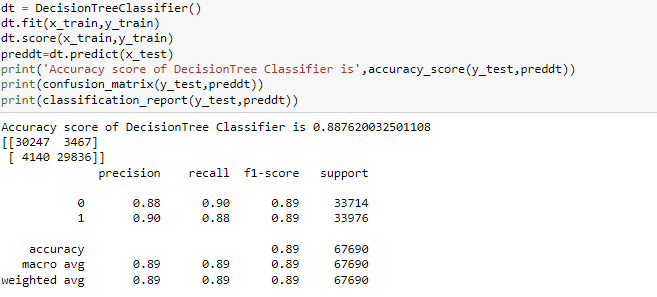 dt = DecisionTreeClassifier()
dt.fit(x_train,y_train)
dt.score(x_train,y_train)
preddt=dt.predict(x_test)
print('Accuracy score of DecisionTree Classifier is',accuracy_score(y_test,preddt))
print(confusion_matrix(y_test,preddt))
print(classification_report(y_test,preddt))
Accuracy score of DecisionTree Classifier is 0.887620032501108
[[30247  3467]
 [ 4140 29836]]
              precision    recall  f1-score   support
           0       0.88      0.90      0.89     33714
           1       0.90      0.88      0.89     33976
    accuracy                           0.89     67690
   macro avg       0.89      0.89      0.89     67690
weighted avg       0.89      0.89      0.89     67690